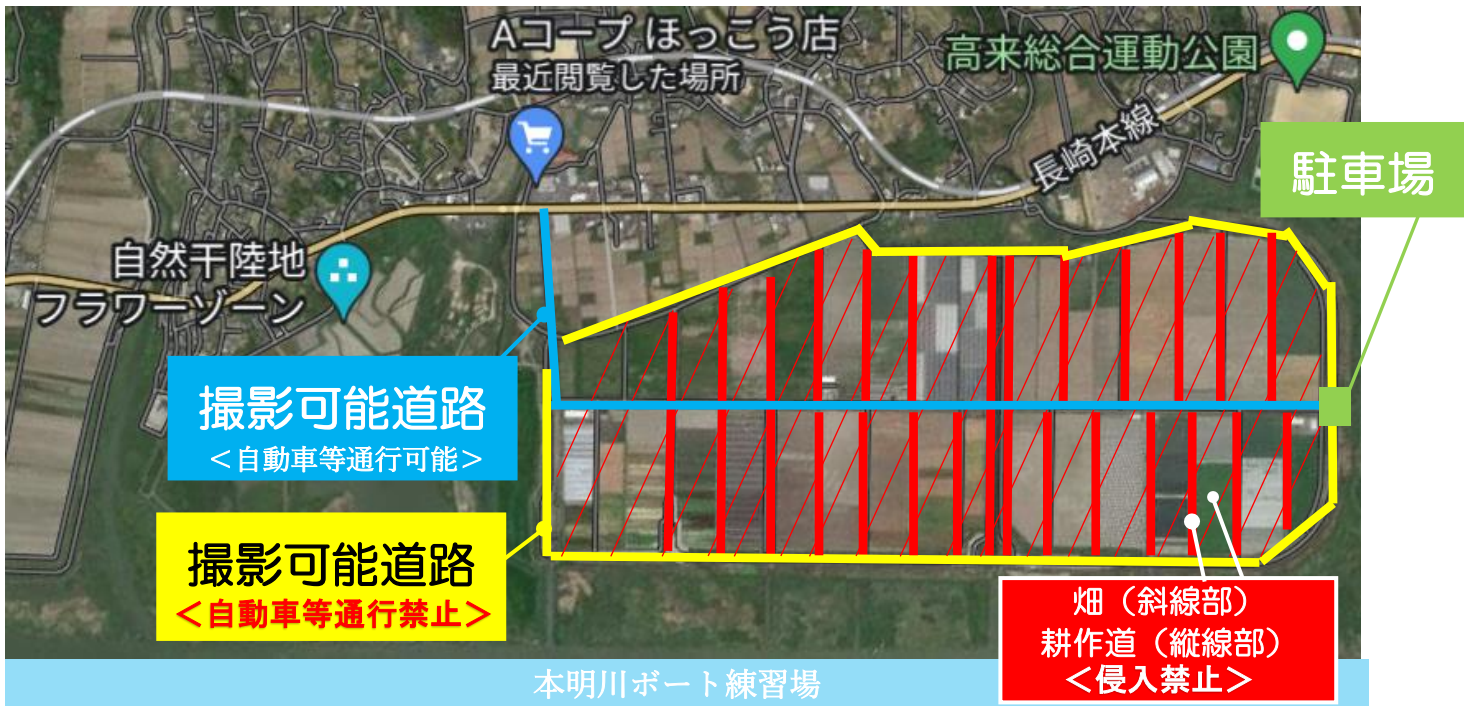 Aコープ ほっこう店
最近閲覧した場所
高来総合運動公園
長崎本線
駐車場
自然干陸地
フラワーゾーン
撮影可能道路
＜自動車等通行可能＞
撮影可能道路
＜自動車等通行禁止＞
畑（斜線部）
耕作道（縦線部）
＜侵入禁止＞
本明川ボート練習場